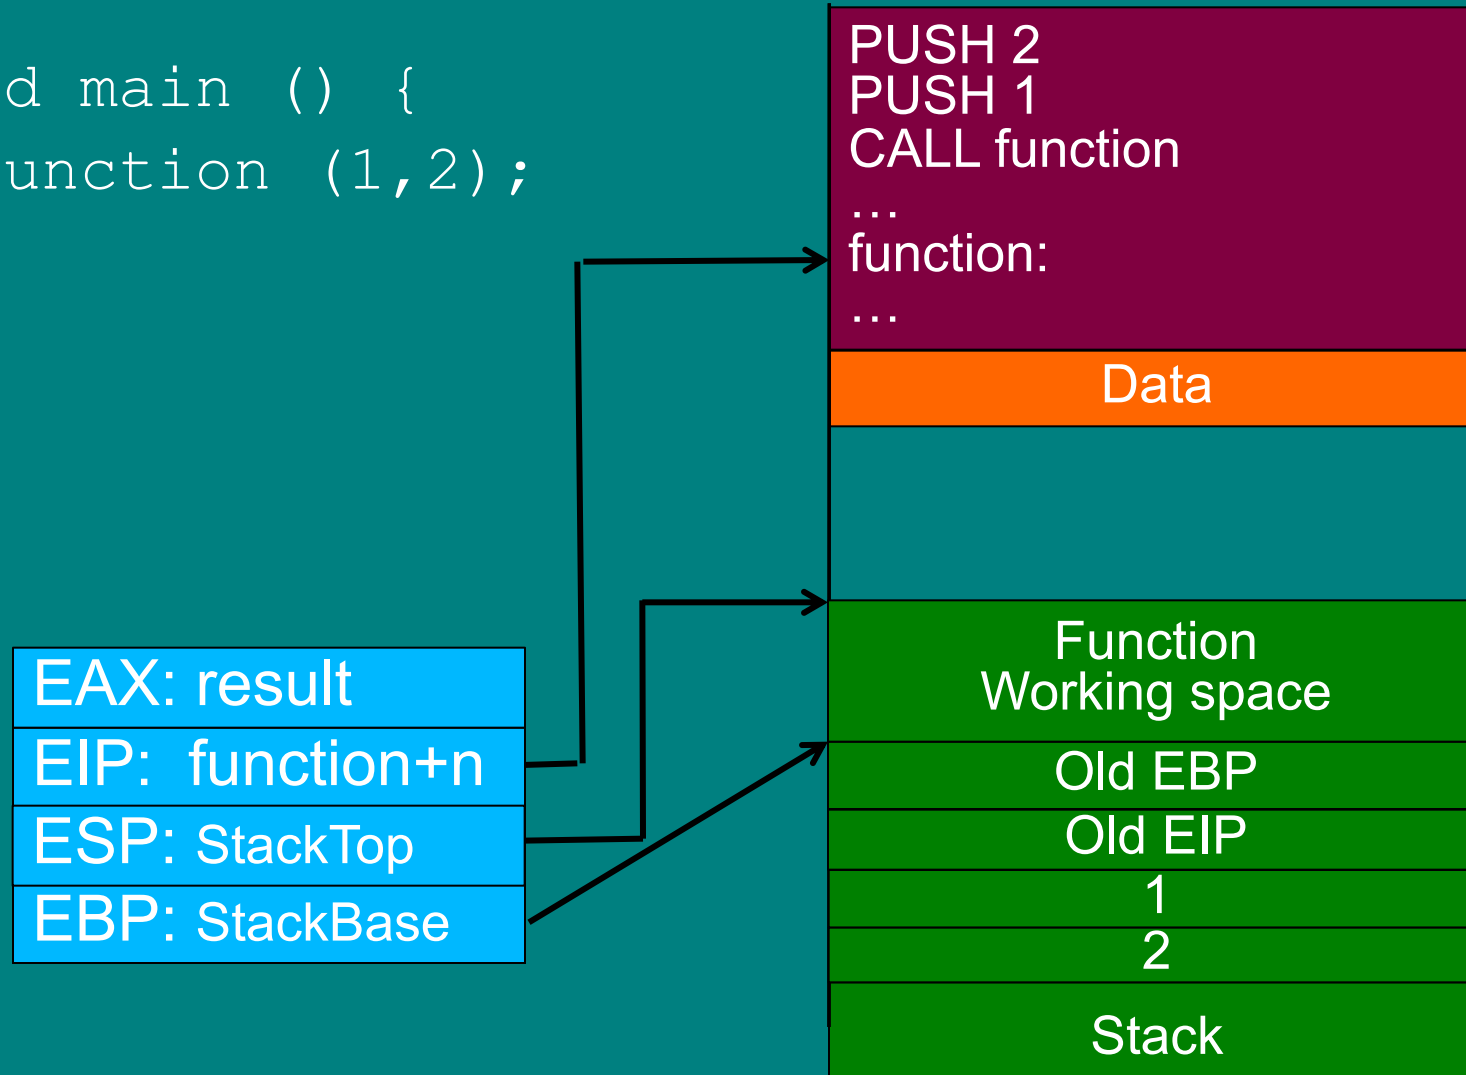 d main () {
unction (1,2);
PUSH 2
PUSH 1
CALL function
…
function:
…
Data
Function
Working space
Old EBP
Old EIP
1
2
Stack
EAX: result
EIP: function+n
ESP: StackTop
EBP: StackBase